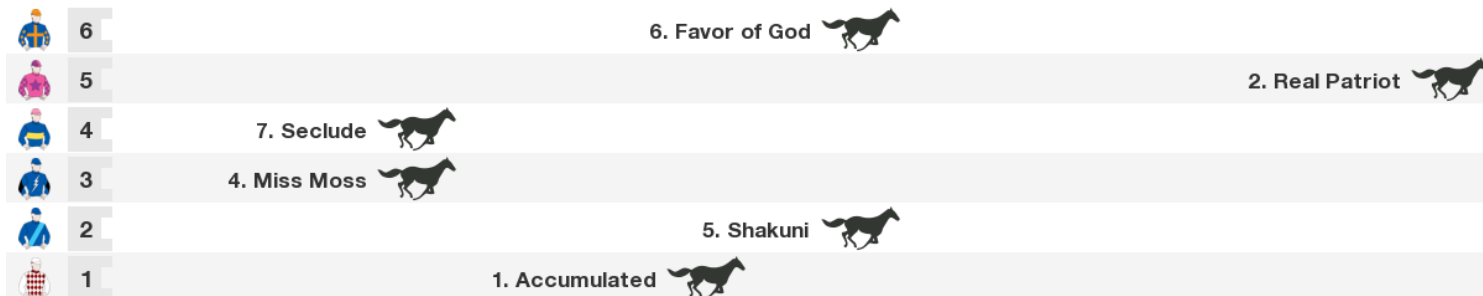 6 6. Favor of God
5 2. Real Patriot
4 7. Seclude
3 4. Miss Moss
2 5. Shakuni
1 1. Accumulated